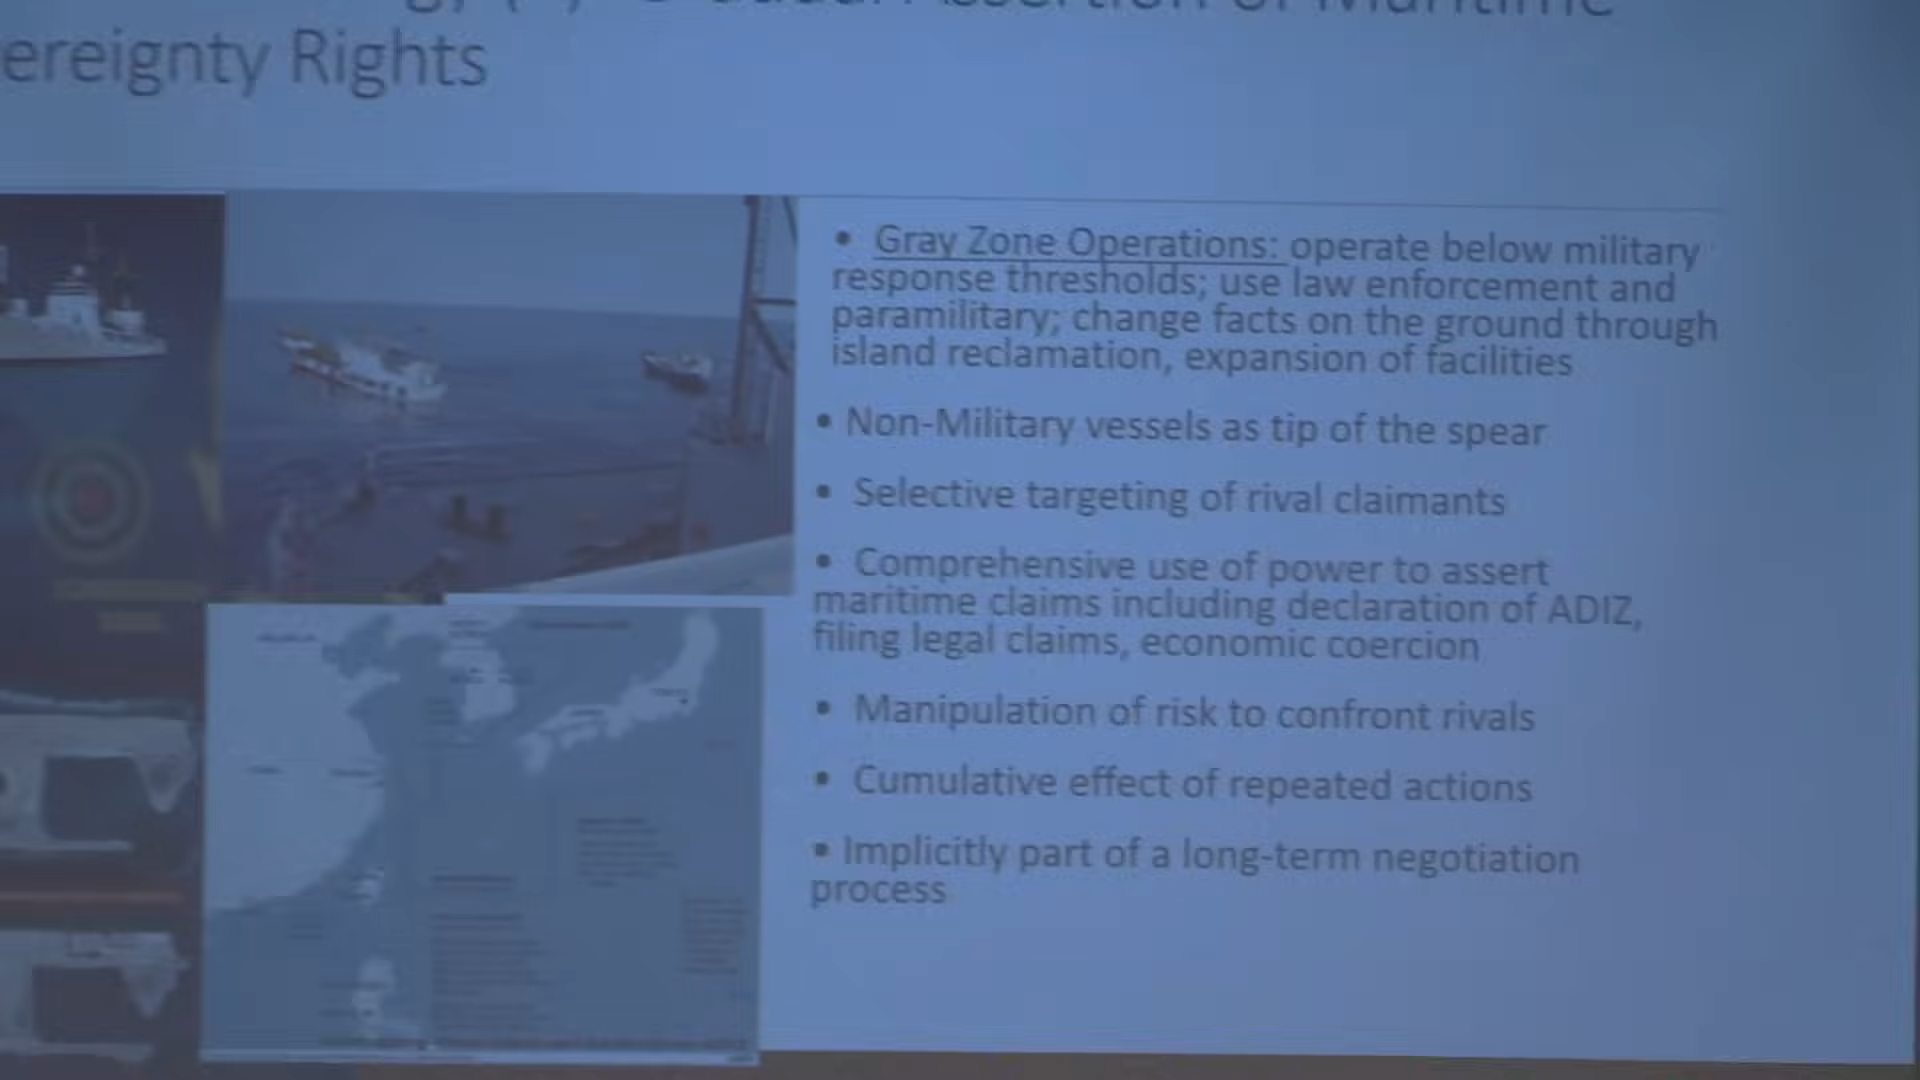 Assertion of Maritime
ereignty Rights
• Gray Zone Operations: operate below military
response thresholds; use law enforcement and
paramilitary; change facts on the ground through
island reclamation, expansion of facilities
• Non-Military vessels as tip of the spear
• Selective targeting of rival claimants
• Comprehensive use of power to assert
maritime claims including declaration of ADIZ,
filing legal claims, economic coercion
• Manipulation of risk to confront rivals
• Cumulative effect of repeated actions
• Implicitly part of a long-term negotiation
process